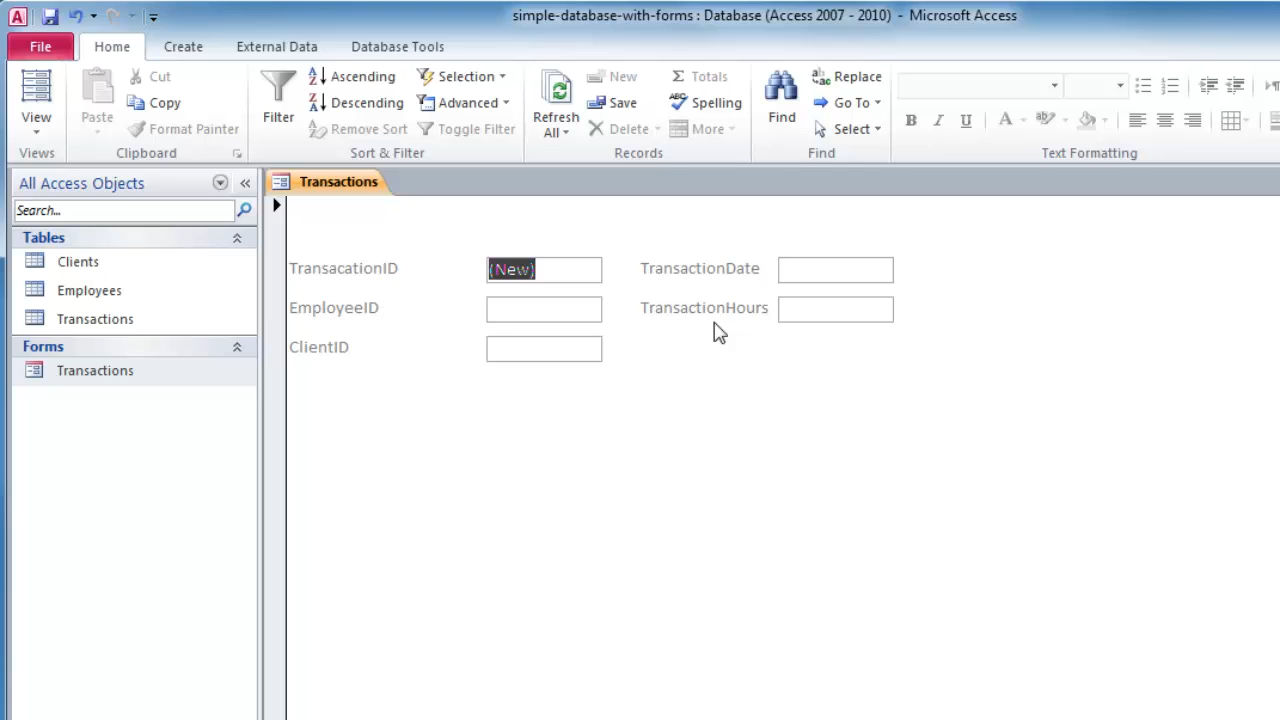 simple-database-with-forms : Database (Access 2007 - 2010) - Microsoft Access
File Home Create External Data Database Tools
View
Views
Paste
Cut
Copy
Format Painter
Clipboard
Filter
Ascending
Descending
Remove Sort
Selection
Advanced
Toggle Filter
Sort & Filter
Refresh
All
New
Save
Delete
Totals
Spelling
More
Records
Find
Replace
Go To
Select
Find
B I U A
Text Formatting
All Access Objects
Search...
Tables
Clients
Employees
Transactions
Forms
Transactions
Transactions
TransacationID (New) TransactionDate
EmployeeID TransactionHours
ClientID